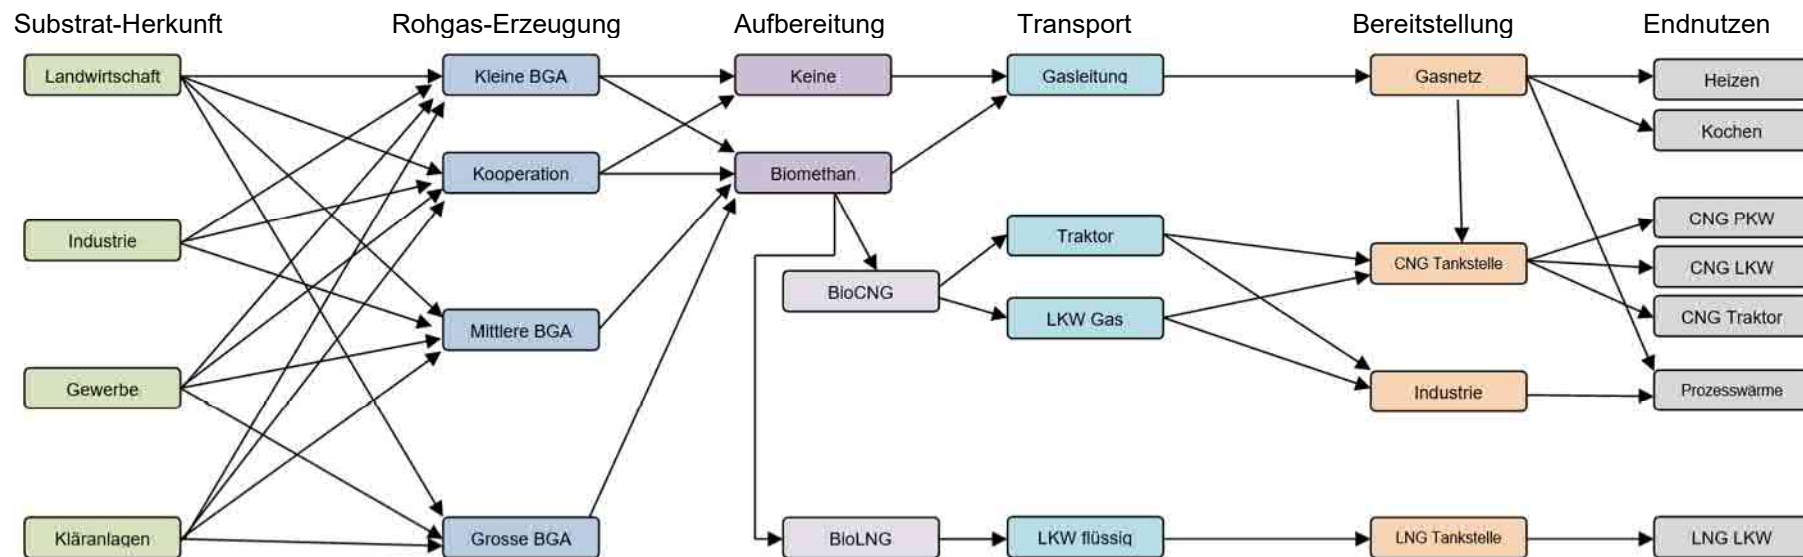 Substrat-Herkunft
Rohgas-Erzeugung
Aufbereitung
Transport
Bereitstellung
Endnutzen
Landwirtschaft
Kleine BGA
Keine
Gasleitung
Gasnetz
Heizen
Kochen
Kooperation
Biomethan
CNG PKW
Industrie
Traktor
CNG Tankstelle
CNG LKW
BioCNG
LKW Gas
CNG Traktor
Mittlere BGA
Gewerbe
Industrie
Prozesswärme
Kläranlagen
Grosse BGA
BioLNG
LKW flüssig
LNG Tankstelle
LNG LKW